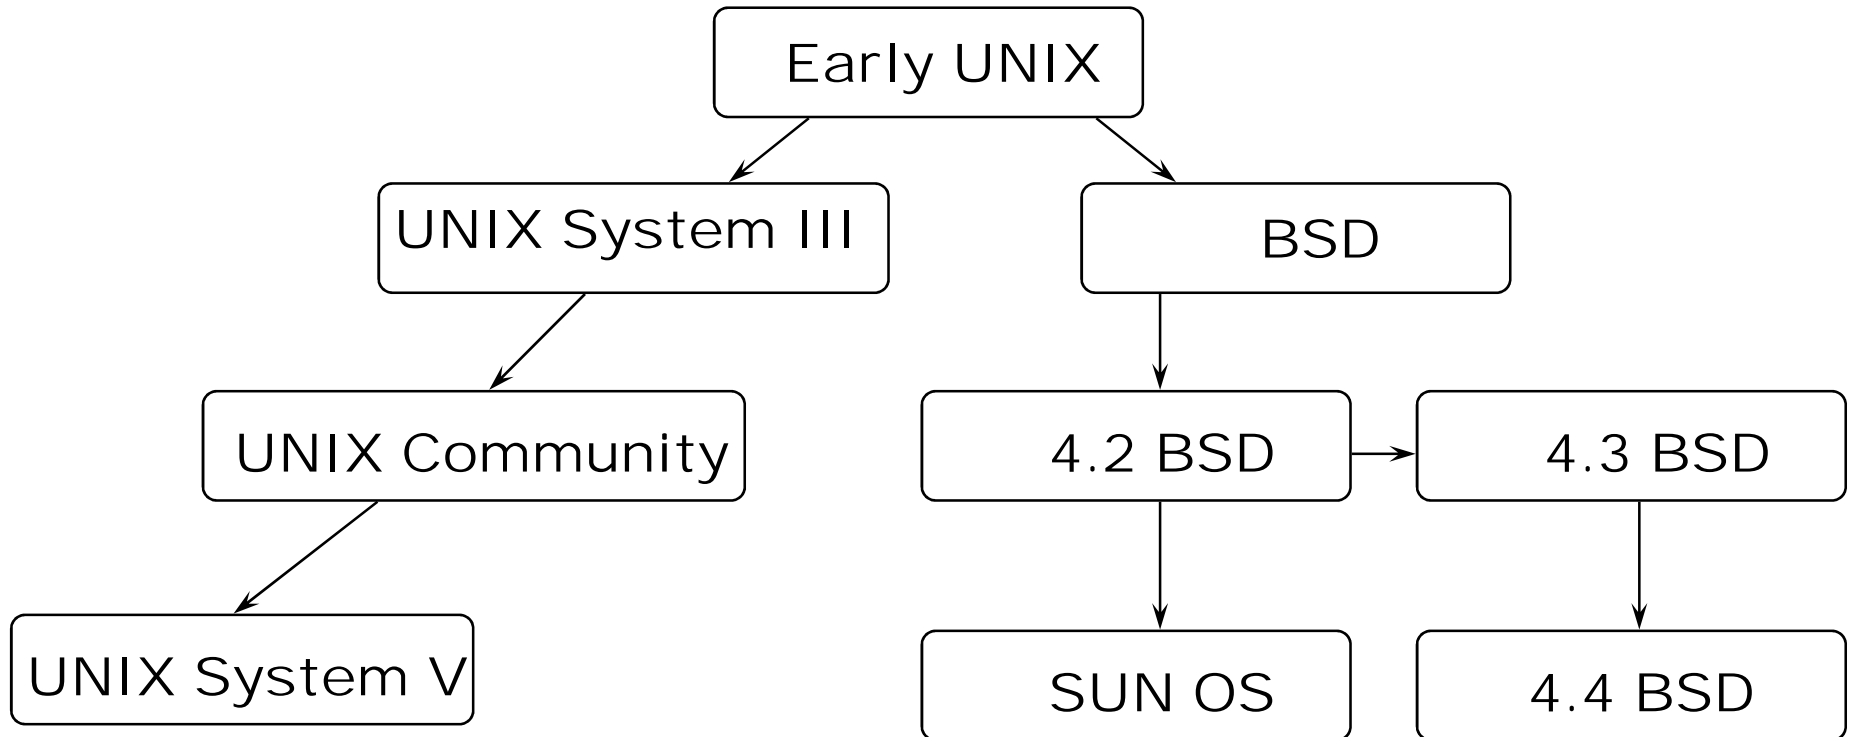 Early UNIX
UNIX System III
BSD
UNIX Community
4.2 BSD
4.3 BSD
UNIX System V
SUN OS
4.4 BSD